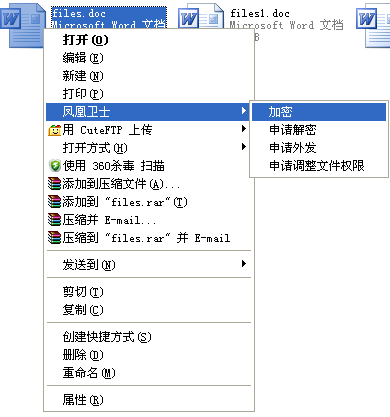 files.doc
Microsoft Word 文档
files1.doc
Microsoft Word 文档
B
打开(O)
编辑(E)
新建(N)
打印(P)
凤凰卫士
加密
申请解密
申请外发
申请调整文件权限
用 CuteFTP 上传
打开方式(H)
使用 360杀毒 扫描
添加到压缩文件(A)...
添加到 "files.rar"(T)
压缩并 E-mail...
压缩到 "files.rar" 并 E-mail
发送到(N)
剪切(T)
复制(C)
创建快捷方式(S)
删除(D)
重命名(M)
属性(R)